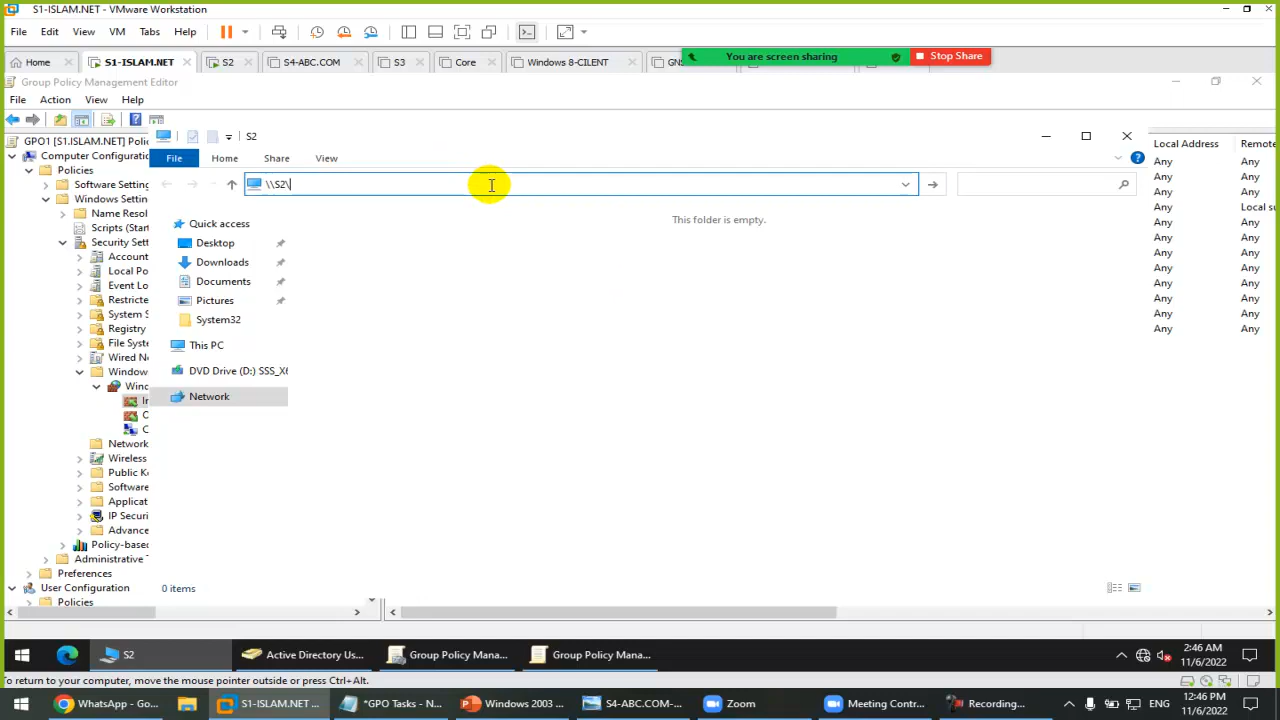 S1-ISLAM.NET - VMware Workstation
File Edit View VM Tabs Help
Home S1-ISLAM.NET S2 S4-ABC.COM S3 Core Windows 8-CILENT GNS
You are screen sharing Stop Share
Group Policy Management Editor
File Action View Help
GPO1 [S1.ISLAM.NET] Polic
Computer Configuratic
Policies
Software Setting
Windows Setting
Name Resol
Scripts (Start
Security Sett
Account
Local Po
Event Lo
Restricte
System S
Registry
File Syste
Wired Ne
Window
Wind
In
O
C
Network
Wireless
Public K
Software
Applicat
IP Securi
Advance
Policy-based
Administrative T
Preferences
User Configuration
Policies
S2
File Home Share View
\\S2\
This folder is empty.
Quick access
Desktop
Downloads
Documents
Pictures
System32
This PC
DVD Drive (D:) SSS_X6
Network
0 items
Local Address Remote
Any Any
Any Any
Any Any
Any Local su
Any Any
Any Any
Any Any
Any Any
Any Any
Any Any
Any Any
Any Any
S2 Active Directory Us... Group Policy Mana... Group Policy Mana...
2:46 AM
11/6/2022
To return to your computer, move the mouse pointer outside or press Ctrl+Alt.
WhatsApp - Go... S1-ISLAM.NET ... *GPO Tasks - N... Windows 2003 ... S4-ABC.COM-... Zoom Meeting Contr... Recording...
ENG
12:46 PM
11/6/2022